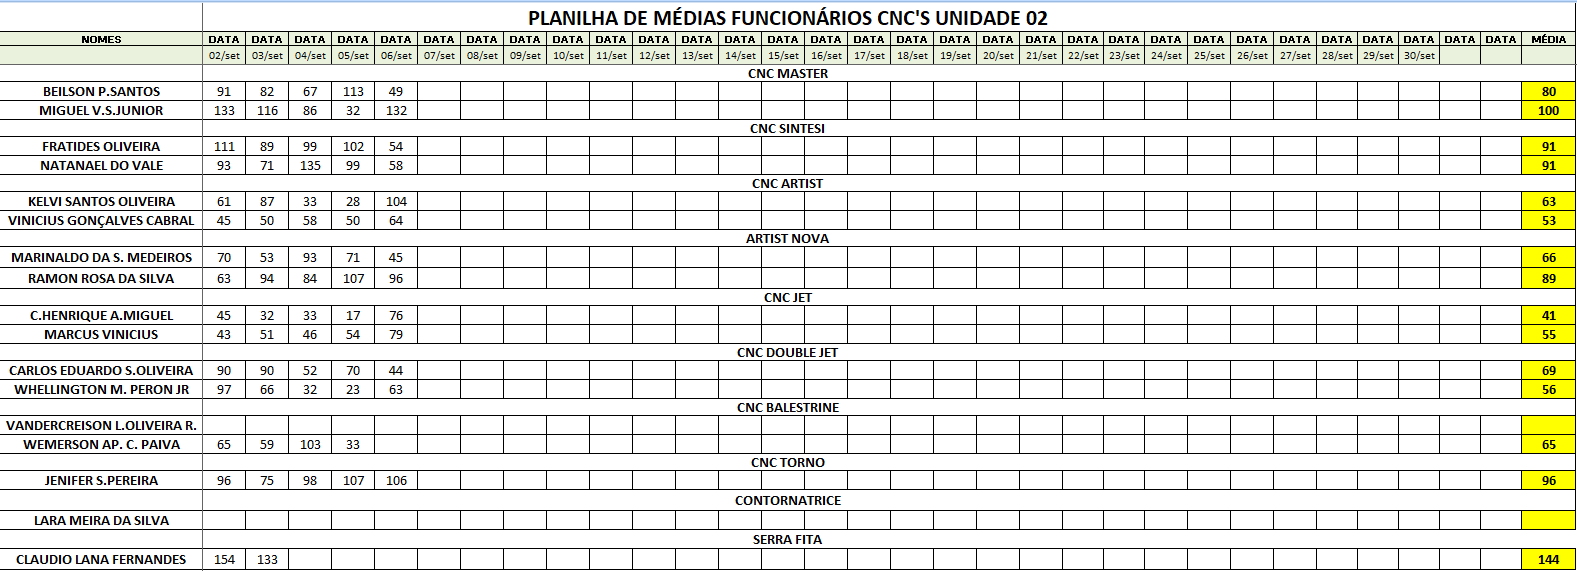 PLANILHA DE MÉDIAS FUNCIONÁRIOS CNC'S UNIDADE 02
NOMES DATA DATA DATA DATA DATA DATA DATA DATA DATA DATA DATA DATA DATA DATA DATA DATA DATA DATA DATA DATA DATA DATA DATA DATA DATA DATA DATA DATA DATA DATA DATA MÉDIA
02/set 03/set 04/set 05/set 06/set 07/set 08/set 09/set 10/set 11/set 12/set 13/set 14/set 15/set 16/set 17/set 18/set 19/set 20/set 21/set 22/set 23/set 24/set 25/set 26/set 27/set 28/set 29/set 30/set
CNC MASTER
BEILSON P.SANTOS 91 82 67 113 49 80
MIGUEL V.S.JUNIOR 133 116 86 32 132 100
CNC SINTESI
FRATIDES OLIVEIRA 111 89 99 102 54 91
NATANAEL DO VALE 93 71 135 99 58 91
CNC ARTIST
KELVI SANTOS OLIVEIRA 61 87 33 28 104 63
VINICIUS GONÇALVES CABRAL 45 50 58 50 64 53
ARTIST NOVA
MARINALDO DA S. MEDEIROS 70 53 93 71 45 66
RAMON ROSA DA SILVA 63 94 84 107 96 89
CNC JET
C.HENRIQUE A.MIGUEL 45 32 33 17 76 41
MARCUS VINICIUS 43 51 46 54 79 55
CNC DOUBLE JET
CARLOS EDUARDO S.OLIVEIRA 90 90 52 70 44 69
WHELLINGTON M. PERON JR 97 66 32 23 63 56
CNC BALESTRINE
VANDERCREISON L.OLIVEIRA R.
WEMERSON AP. C. PAIVA 65 59 103 33 65
CNC TORNO
JENIFER S.PEREIRA 96 75 98 107 106 96
CONTORNATRICE
LARA MEIRA DA SILVA
SERRA FITA
CLAUDIO LANA FERNANDES 154 133 144